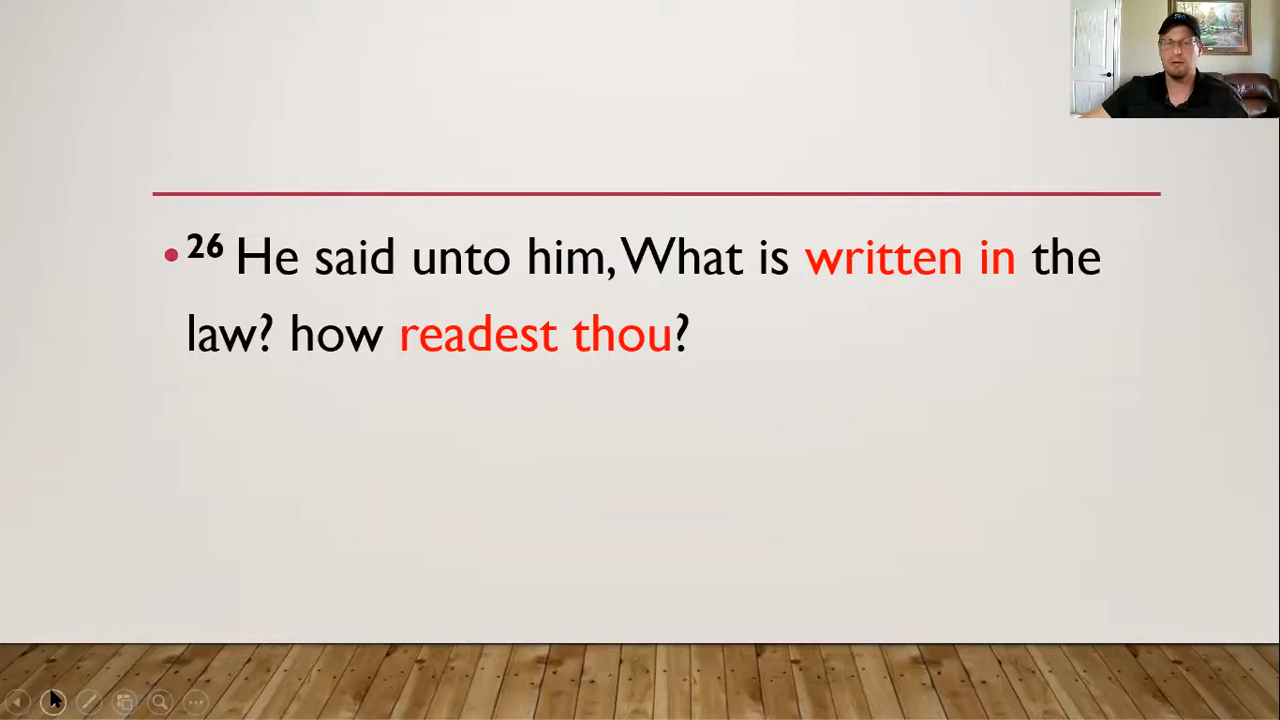 • 26 He said unto him, What is written in the
law? how readest thou?